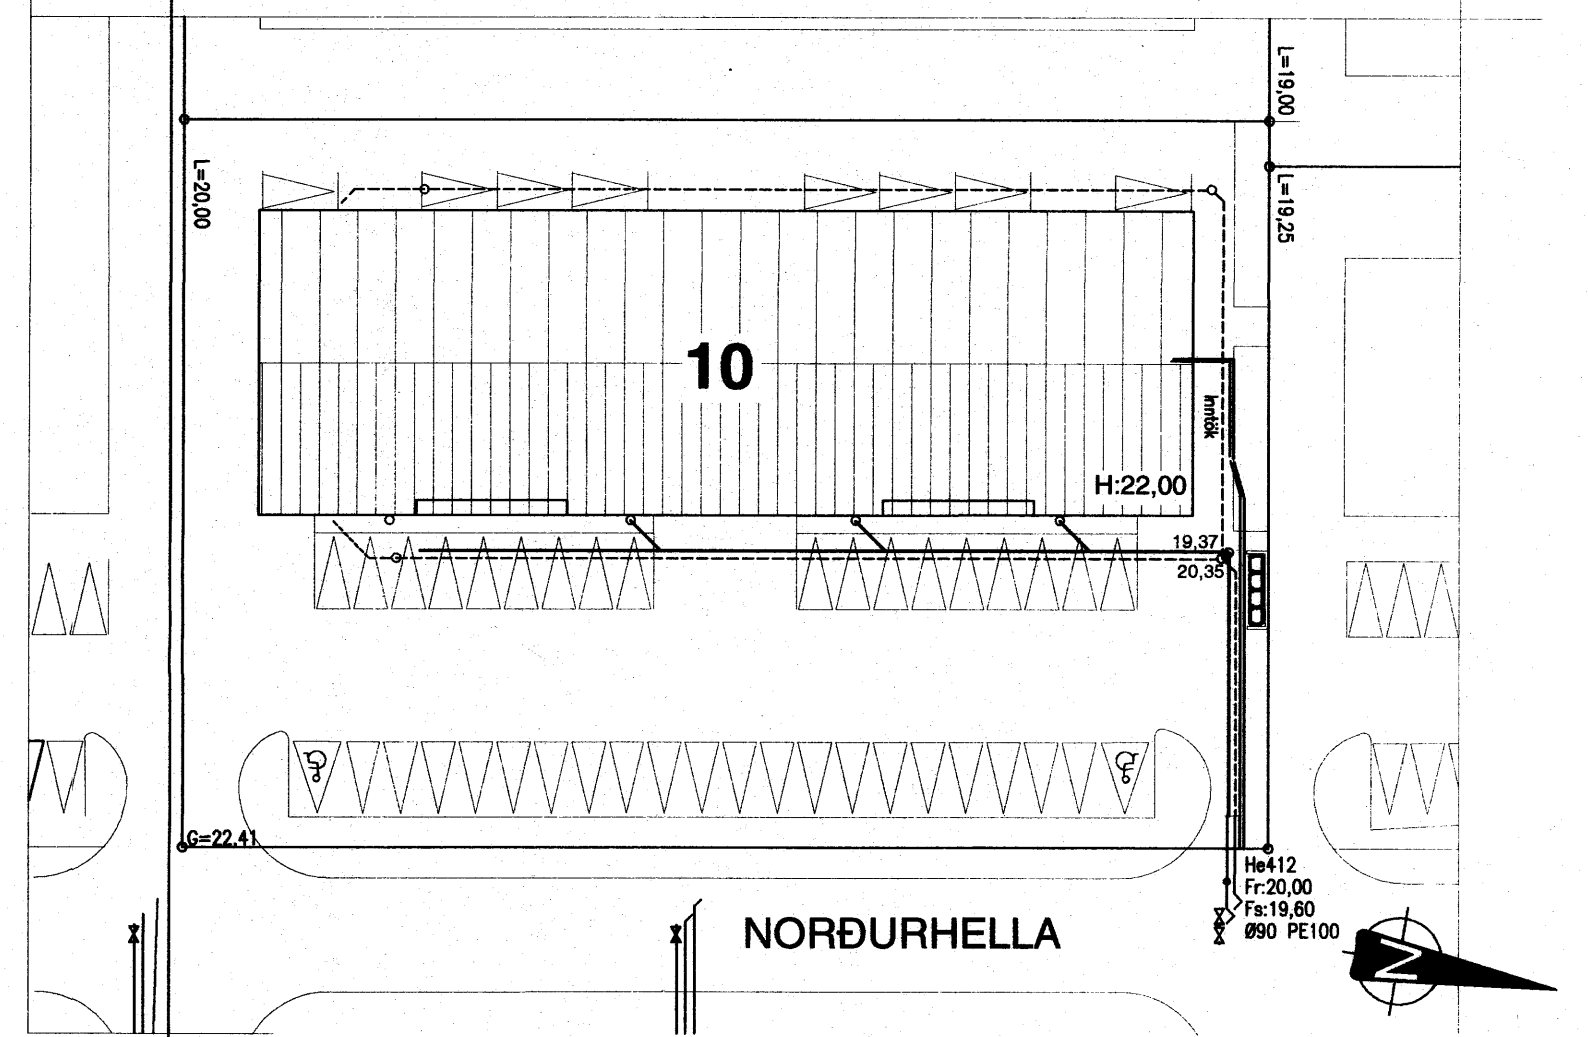 L=19,00
L=20,00
L=19,25
10
Inntök
H:22,00
19,37
20,35
G=22.41
He412
Fr:20,00
Fs:19,60
Ø90 PE100
NORÐURHELLA
N